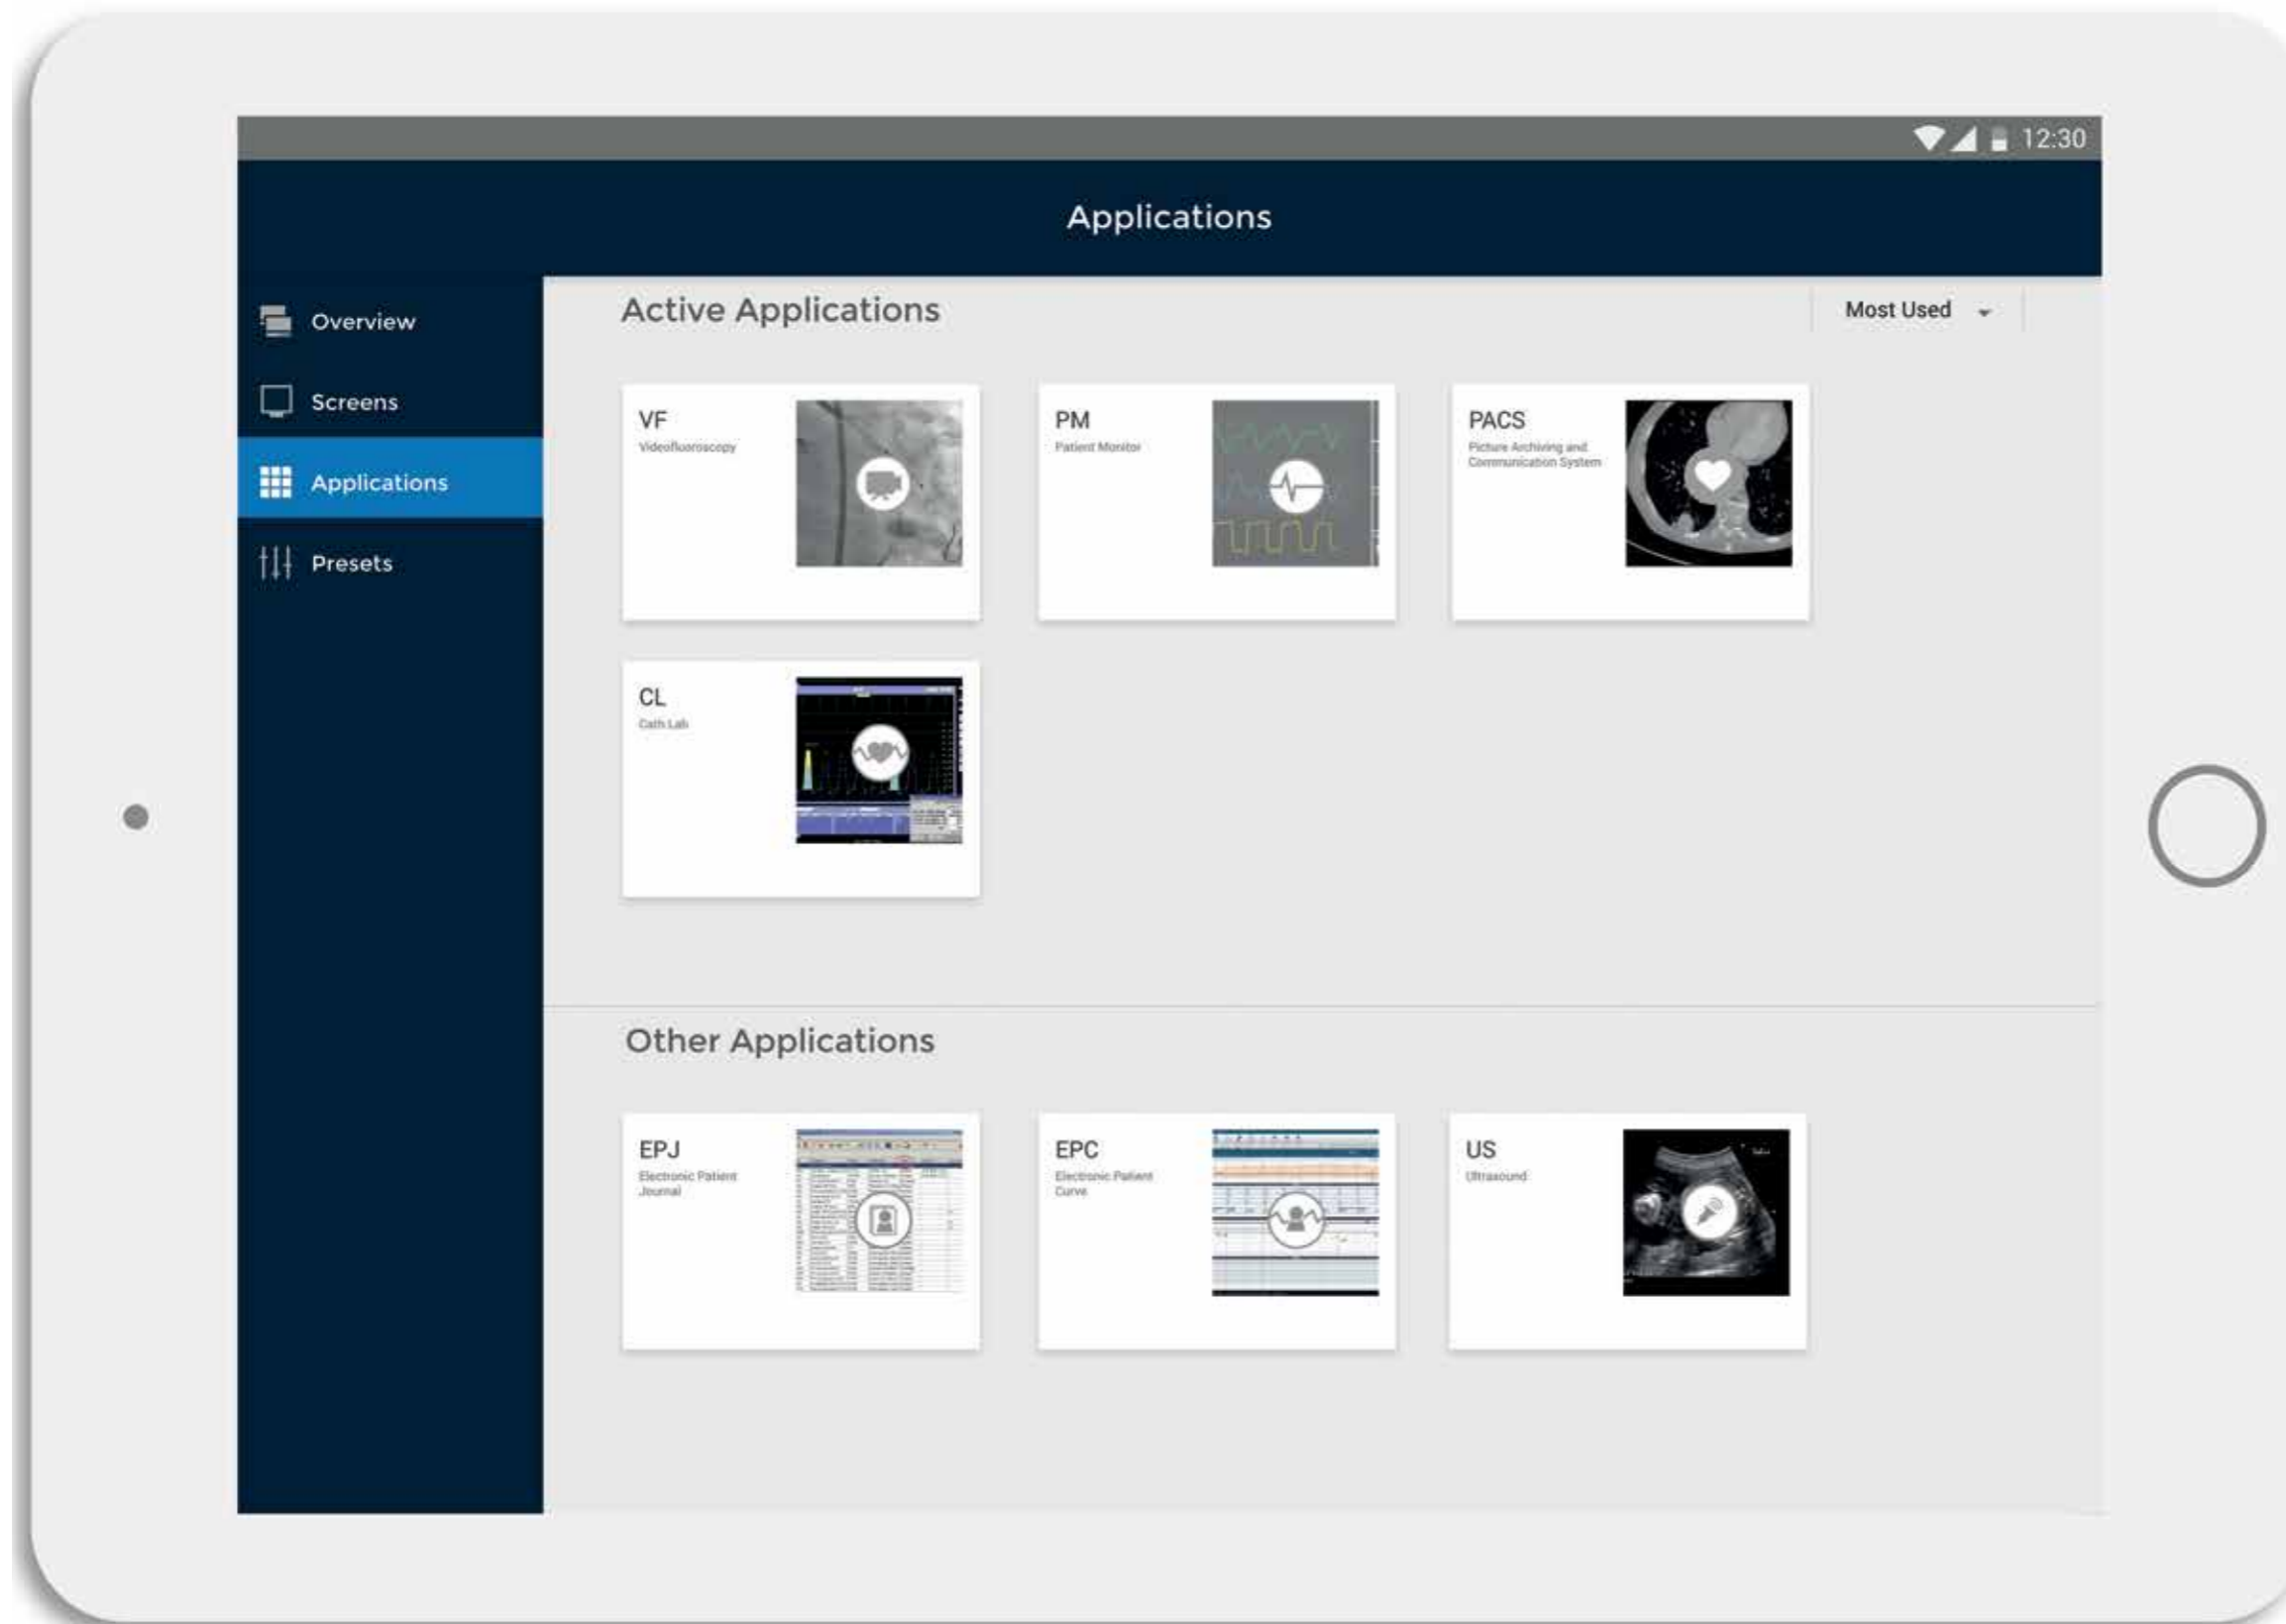 12:30
Applications
Overview
Screens
Applications
Presets
Active Applications
Most Used
VF
Videofluoroscopy
PM
Patient Monitor
PACS
Picture Archiving and
Communication System
CL
Cath Lab
Other Applications
EPJ
Electronic Patient
Journal
EPC
Electronic Patient
Curve
US
Ultrasound